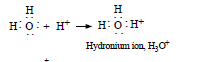 H H
H:O: + H⁺ → H:O:H⁺
Hydronium ion, H₃O⁺
+